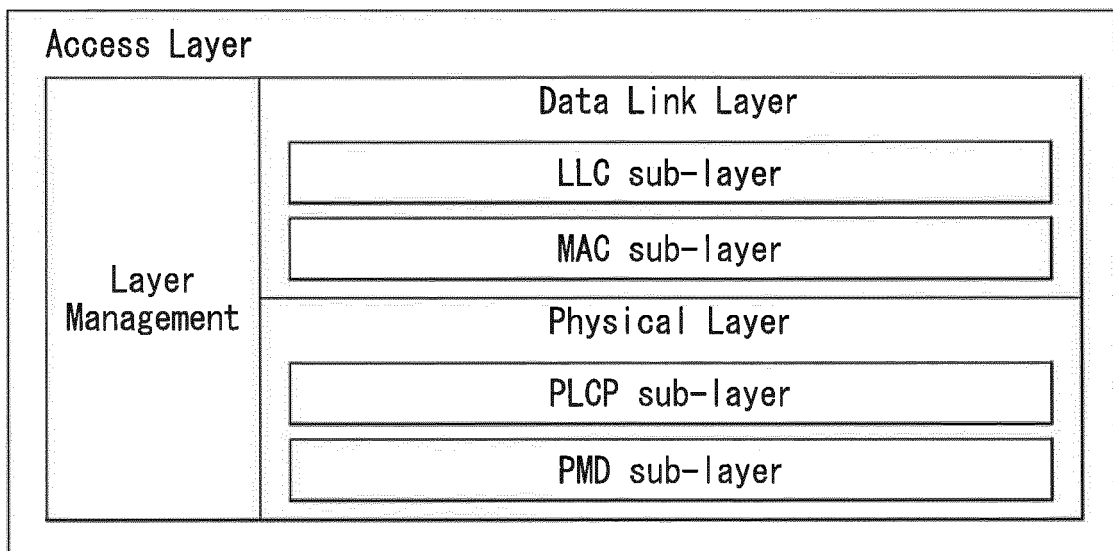 Access Layer
Data Link Layer
LLC sub-layer
MAC sub-layer
Layer
Management
Physical Layer
PLCP sub-layer
PMD sub-layer